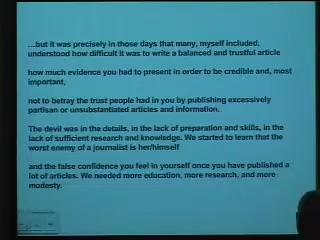 ...but it was precisely in those days that many, myself included,
understood how difficult it was to write a balanced and trustful article
how much evidence you had to present in order to be credible and, most
important,
not to betray the trust people had in you by publishing excessively
partisan or unsubstantiated articles and information.
The devil was in the details, in the lack of preparation and skills, in the
lack of sufficient research and knowledge. We started to learn that the
worst enemy of a journalist is her/himself
and the false confidence you feel in yourself once you have published a
lot of articles. We needed more education, more research, and more
modesty.